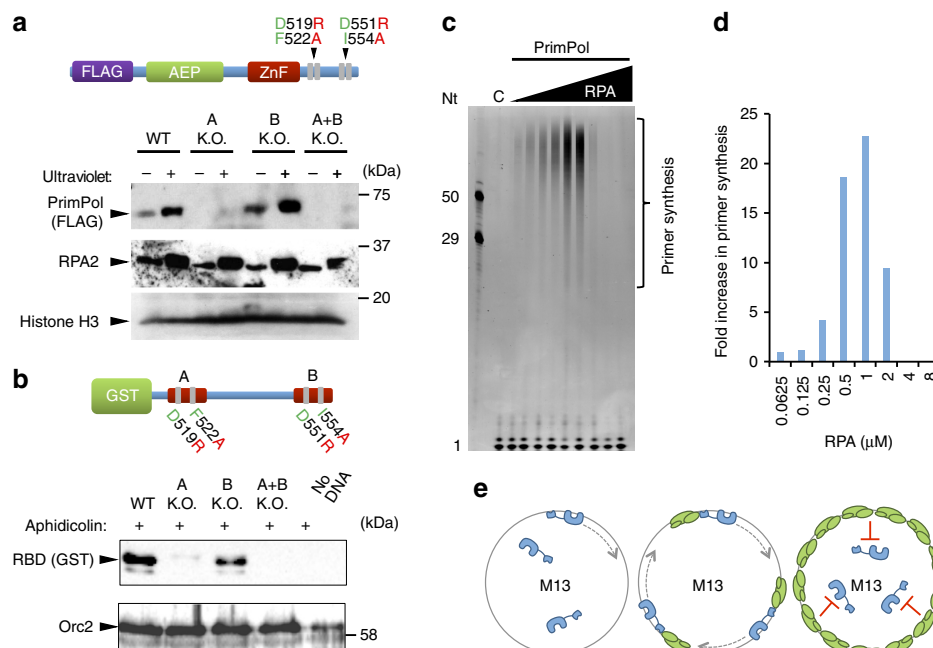 a
D519R D551R
F522A I554A
FLAG AEP ZnF
WT A K.O. B K.O. A+B K.O.
Ultraviolet: – + – + – + – + (kDa)
PrimPol (FLAG) 75
RPA2 37
20
Histone H3
b
GST A B
D519R F522A D551R I554A
WT A K.O. B K.O. A+B K.O. No DNA
Aphidicolin: + + + + + (kDa)
RBD (GST)
Orc2 58
c
PrimPol
Nt C RPA
50
29
1
Primer synthesis
d
Fold increase in primer synthesis
25
20
15
10
5
0
0.0625 0.125 0.25 0.5 1 2 4 8
RPA (μM)
e
M13 M13 M13